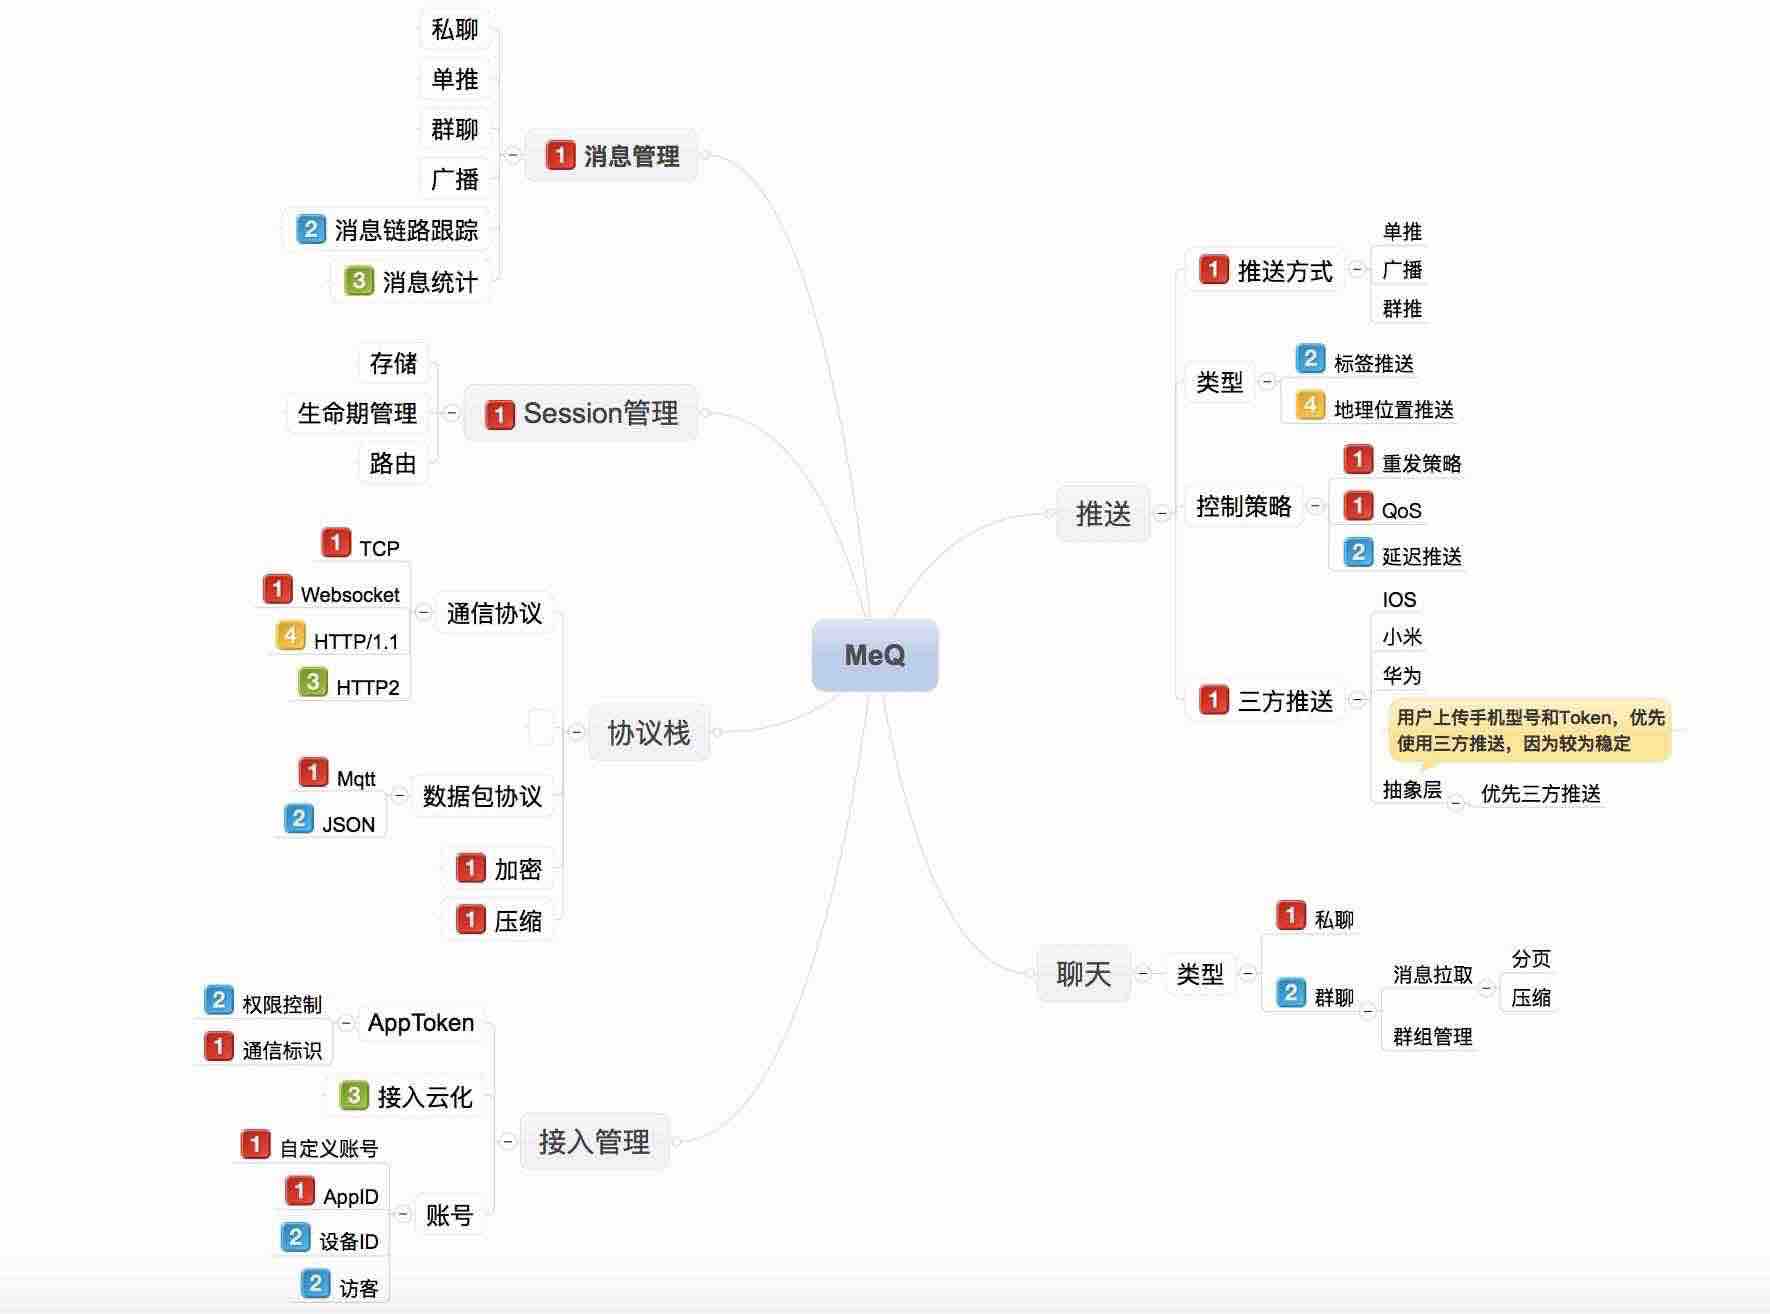 私聊
单推
群聊
广播
2 消息链路跟踪
3 消息统计
1 消息管理
存储
生命期管理
路由
1 Session管理
1 TCP
1 Websocket
4 HTTP/1.1
3 HTTP2
通信协议
1 Mqtt
2 JSON
数据包协议
1 加密
1 压缩
协议栈
2 权限控制
1 通信标识
AppToken
3 接入云化
1 自定义账号
1 AppID
2 设备ID
2 访客
账号
接入管理
MeQ
推送
1 推送方式
单推
广播
群推
类型
2 标签推送
4 地理位置推送
控制策略
1 重发策略
1 QoS
2 延迟推送
1 三方推送
IOS
小米
华为
用户上传手机型号和Token，优先
使用三方推送，因为较为稳定
抽象层
优先三方推送
聊天
类型
1 私聊
2 群聊
消息拉取
分页
压缩
群组管理